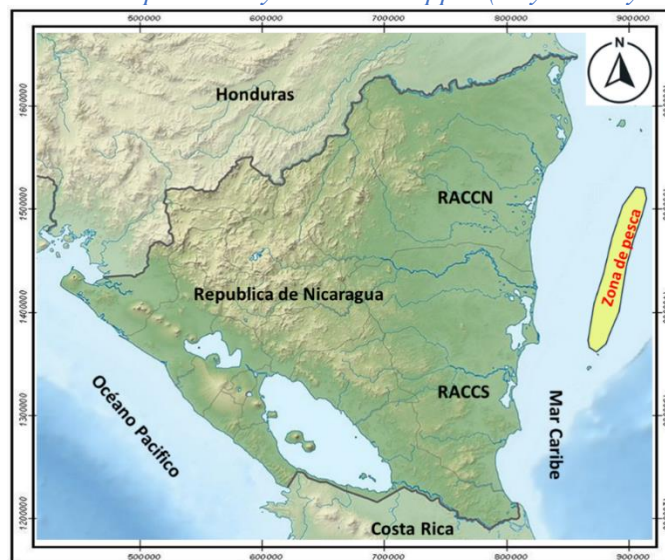 500000 600000 700000 800000 900000
N
Honduras
1600000
RACCN
1500000
Zona de pesca
Republica de Nicaragua
1400000
RACCS
Mar Caribe
Océano Pacifico
1300000
1200000
Costa Rica
500000 600000 700000 800000 900000